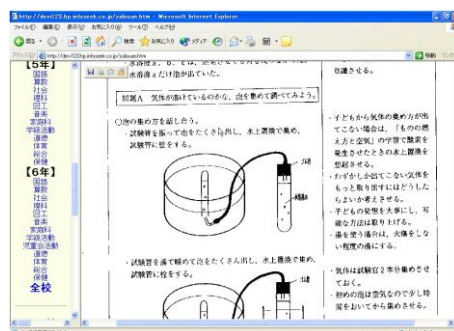 http://devil23.hp.infoseek.co.jp/sidouan.htm - Microsoft Internet Explorer
ファイル(F) 編集(E) 表示(V) お気に入り(A) ツール(T) ヘルプ(H)
戻る
検索
お気に入り
メディア
移動
【5年】
国語
算数
社会
理科
図工
音楽
家庭科
学級活動
道徳
体育
総合
保健
【6年】
国語
算数
社会
理科
図工
音楽
家庭科
学級活動
児童会活動
道徳
体育
総合
保健
全校
水溶液aだけ泡が出ていた。
問題A 気体が溶けているのかな、泡を集めて調べてみよう。
○泡の集め方を話し合う。
・試験管を振って泡をたくさん出し、水上置換で集め、
試験管に栓をする。
・試験管を湯で暖めて泡をたくさん出し、水上置換で集め、
試験管に栓をする。
意識させる。
・子どもから気体の集め方が出
てこない場合は、「ものの燃
え方と空気」の学習で酸素を
発生させたときの水上置換を
想起させる。
・わずかしか出てこない気体を
もっと取り出すにはどうした
らよいか考えさせる。
・子どもの発想を大事にし、可
能な方法は取り上げる。
・湯を使う場合は、火傷をしな
い程度の湯にする。
・気体は試験管2本分集めさせ
ておく。
・初めの泡は空気なので少し時
間をおいてから集めさせる。